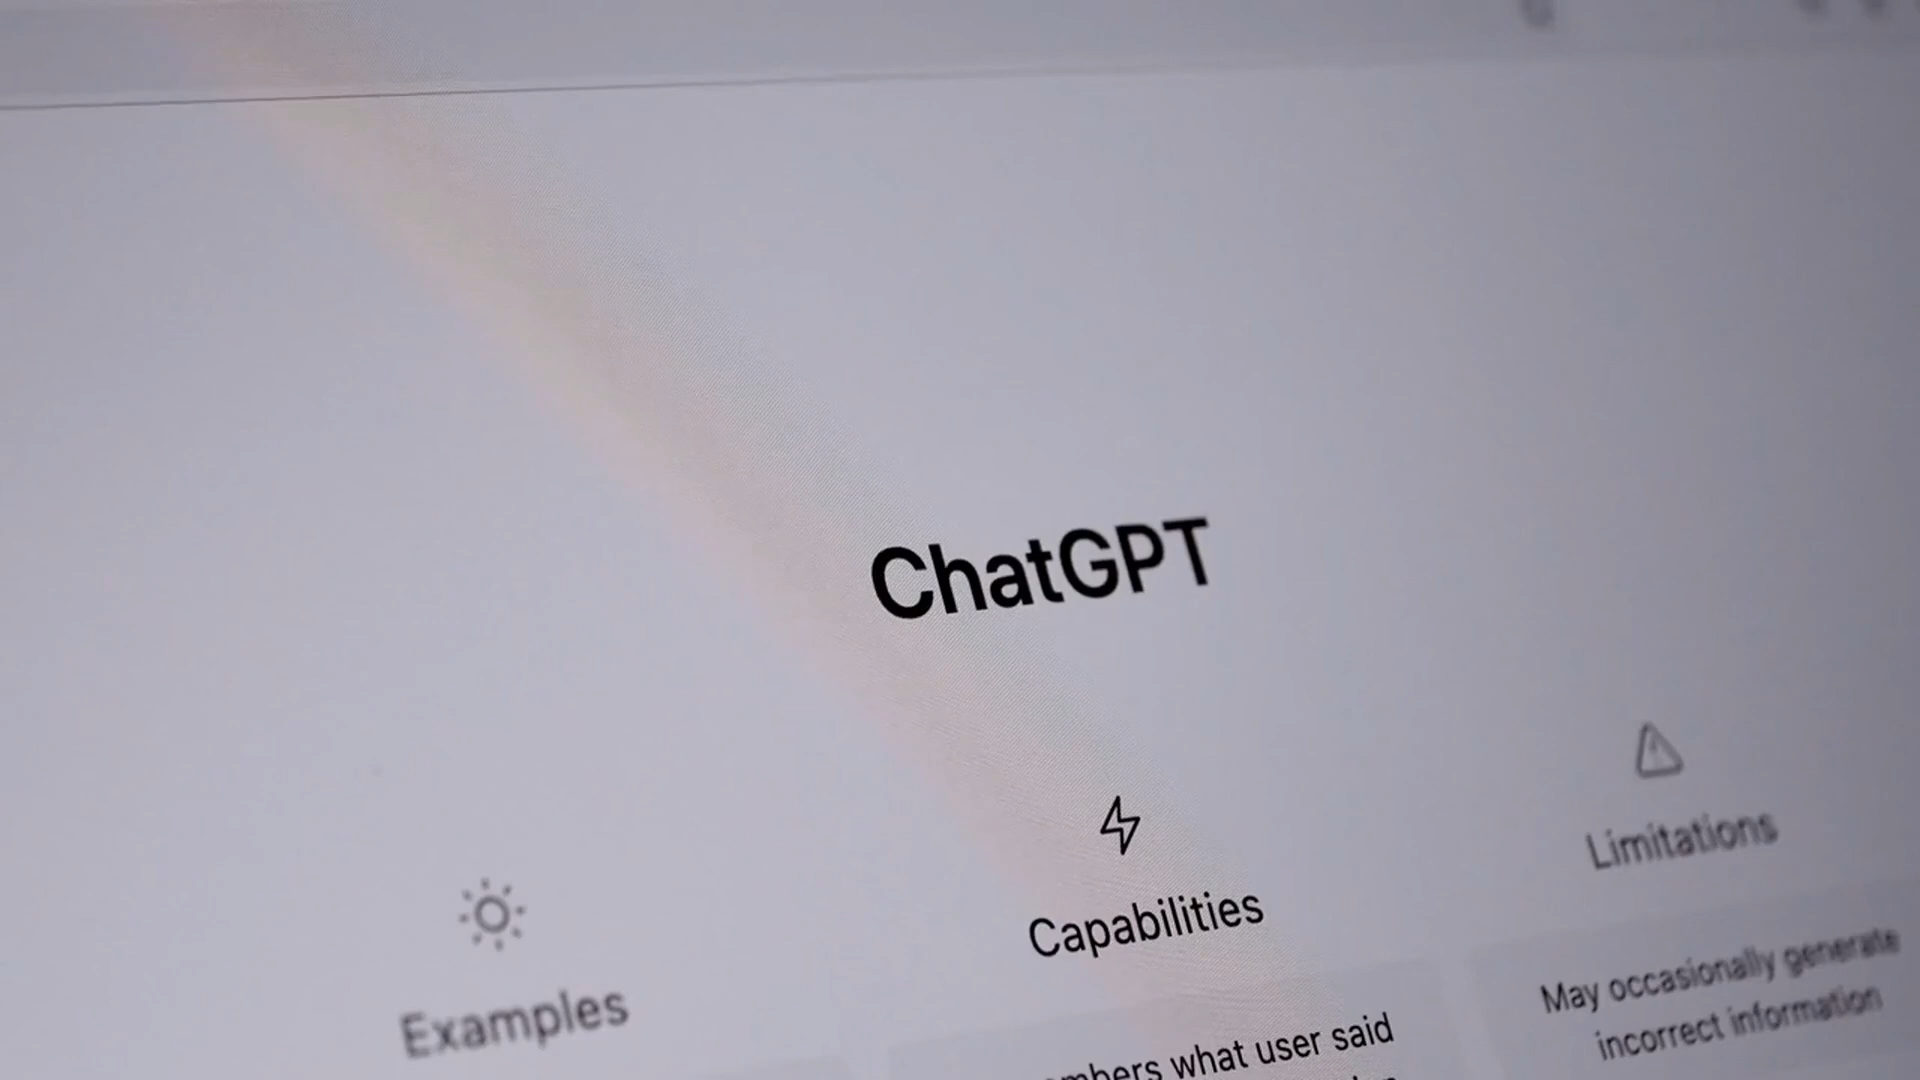 ChatGPT
Examples
Capabilities
Limitations
what user said
May occasionally generate
incorrect information